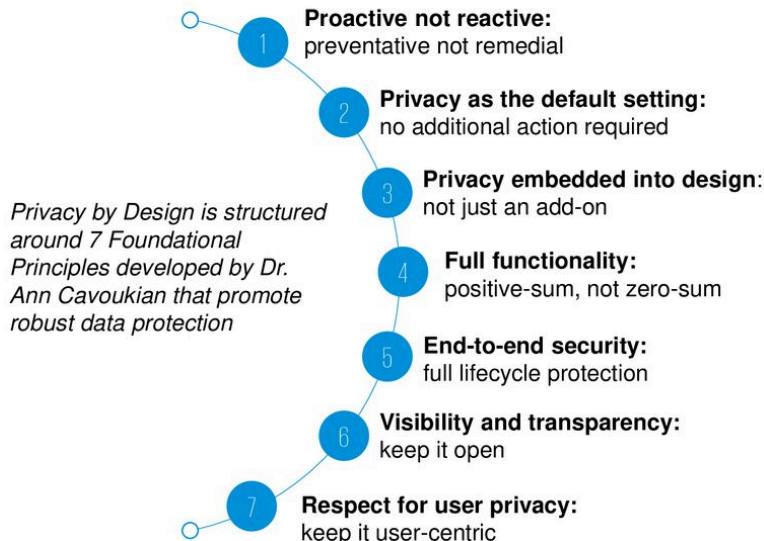 1
Proactive not reactive:
preventative not remedial
2
Privacy as the default setting:
no additional action required
3
Privacy embedded into design:
not just an add-on
Privacy by Design is structured
around 7 Foundational
Principles developed by Dr.
Ann Cavoukian that promote
robust data protection
4
Full functionality:
positive-sum, not zero-sum
5
End-to-end security:
full lifecycle protection
6
Visibility and transparency:
keep it open
7
Respect for user privacy:
keep it user-centric